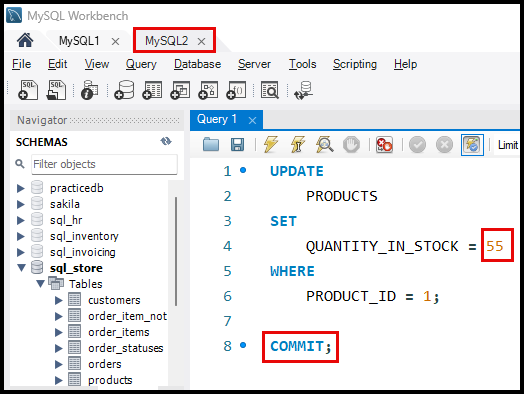 MySQL Workbench
MySQL1 × MySQL2 ×
File Edit View Query Database Server Tools Scripting Help
Navigator
SCHEMAS
Filter objects
practicedb
sakila
sql_hr
sql_inventory
sql_invoicing
sql_store
Tables
customers
order_item_not
order_items
order_statuses
orders
products
Query 1 ×
Limit
1 UPDATE
2 PRODUCTS
3 SET
4 QUANTITY_IN_STOCK = 55
5 WHERE
6 PRODUCT_ID = 1;
7
8 COMMIT;